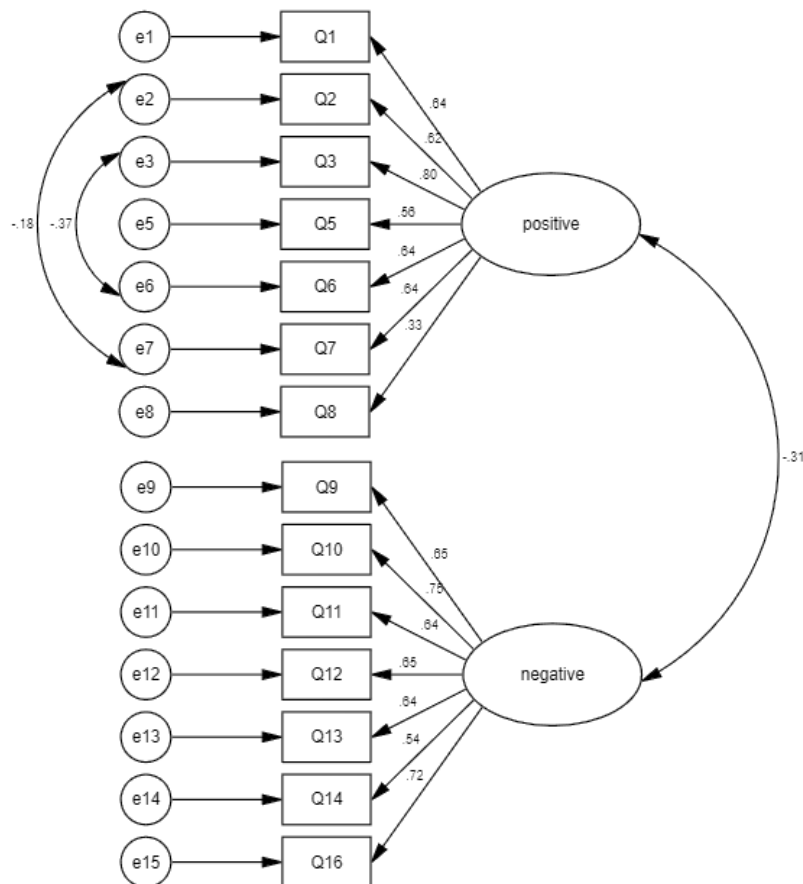 e1 Q1
.64
e2 Q2
.62
e3 Q3
.80
-.18 -.37 e5 Q5 .56 positive
.64
e6 Q6
.64
e7 Q7
.33
e8 Q8
-.31
e9 Q9
.65
e10 Q10
.75
e11 Q11
.64
e12 Q12 .65 negative
.64
e13 Q13
.54
e14 Q14
.72
e15 Q16